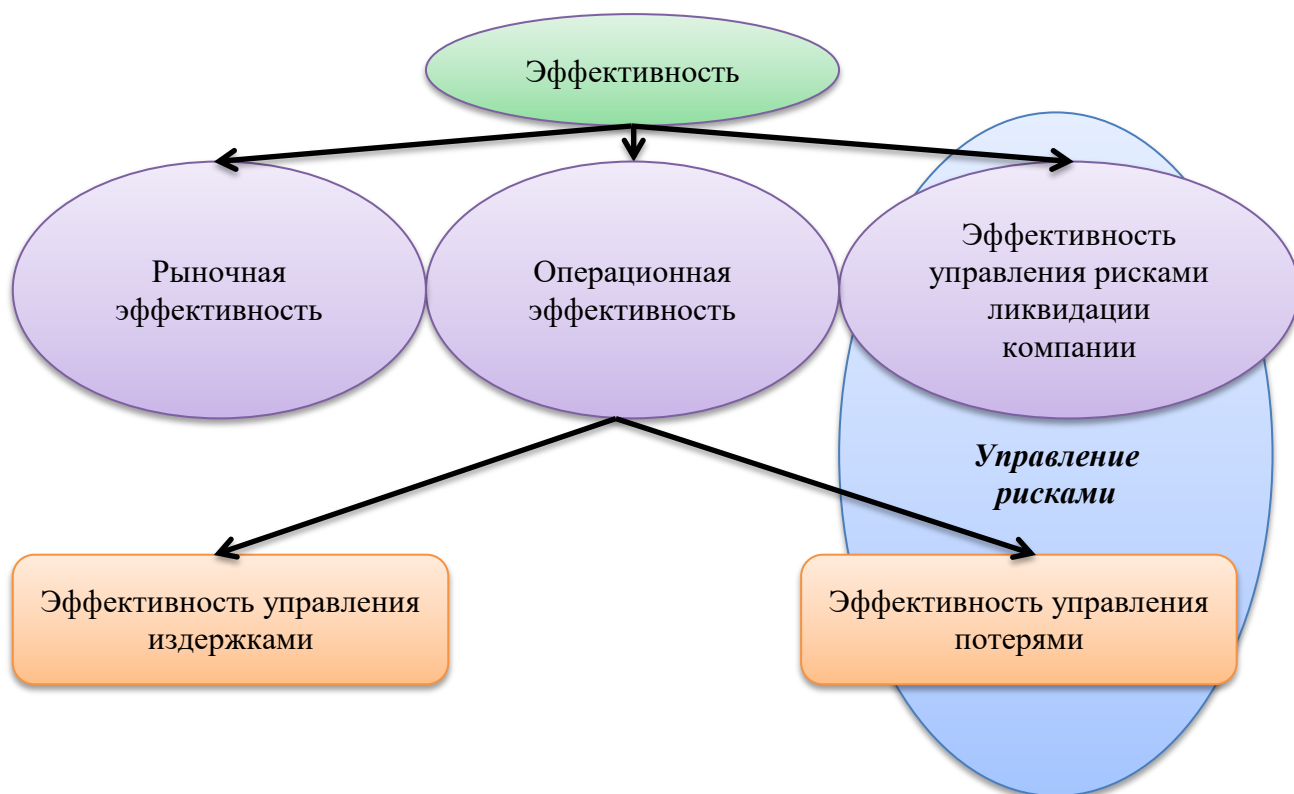 Эффективность
Рыночная
эффективность
Операционная
эффективность
Эффективность
управления рисками
ликвидации
компании
Управление
рисками
Эффективность управления
издержками
Эффективность управления
потерями